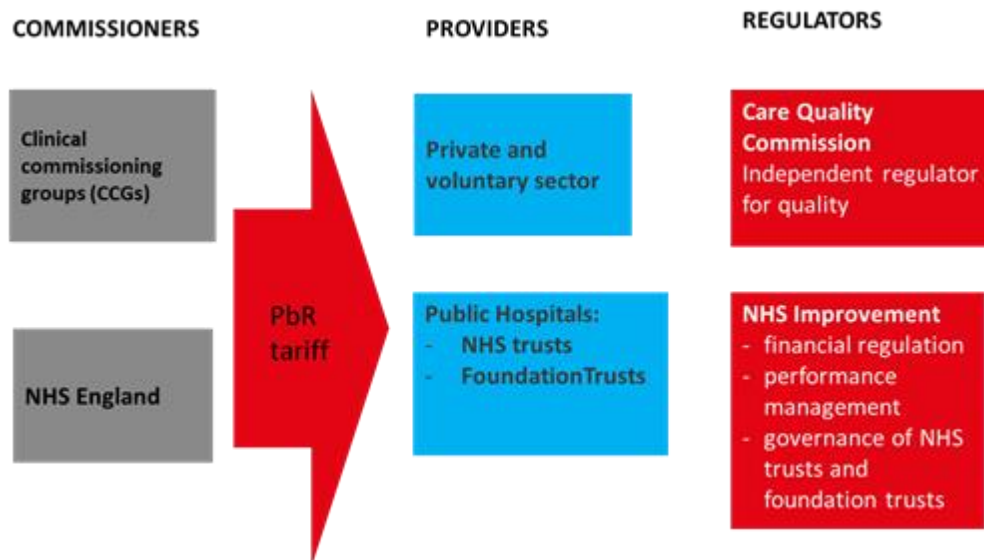 COMMISSIONERS
PROVIDERS
REGULATORS
Clinical
commissioning
groups (CCGs)
NHS England
PbR
tariff
Private and
voluntary sector
Public Hospitals:
- NHS trusts
- FoundationTrusts
Care Quality
Commission
Independent regulator
for quality
NHS Improvement
- financial regulation
- performance
management
- governance of NHS
trusts and
foundation trusts